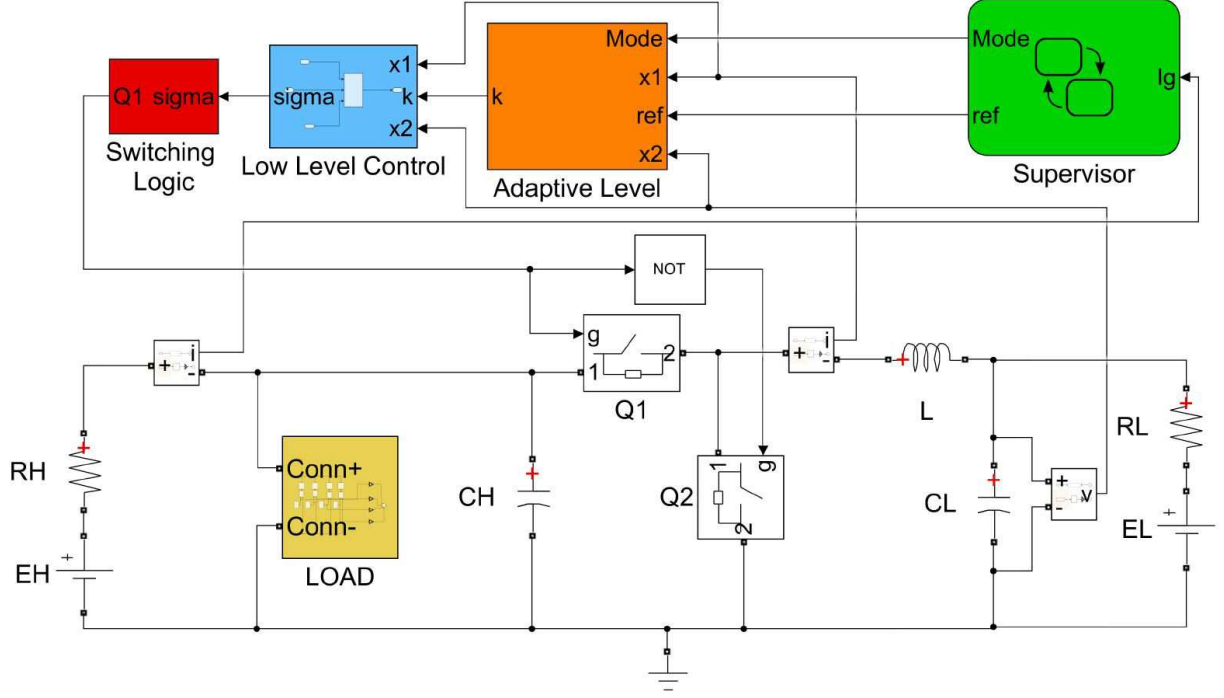 Mode
x1
ref
x2
k
Adaptive Level
Mode
ref
Ig
Supervisor
x1
k
x2
sigma
Low Level Control
Q1 sigma
Switching
Logic
NOT
g
1
2
Q1
i
+
-
i
+
-
L
RH
EH
+
Conn+
Conn-
LOAD
CH
Q2
1
g
2
CL
+
-
v
RL
EL
+